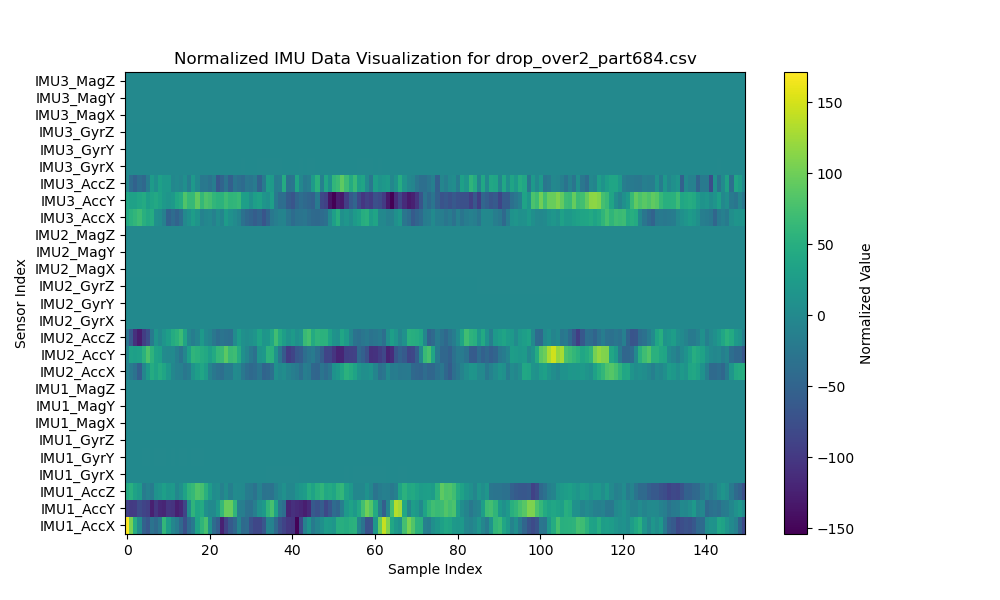 Normalized IMU Data Visualization for drop_over2_part684.csv
IMU3_MagZ
IMU3_MagY
IMU3_MagX
IMU3_GyrZ
IMU3_GyrY
IMU3_GyrX
IMU3_AccZ
IMU3_AccY
IMU3_AccX
IMU2_MagZ
IMU2_MagY
IMU2_MagX
IMU2_GyrZ
IMU2_GyrY
IMU2_GyrX
IMU2_AccZ
IMU2_AccY
IMU2_AccX
IMU1_MagZ
IMU1_MagY
IMU1_MagX
IMU1_GyrZ
IMU1_GyrY
IMU1_GyrX
IMU1_AccZ
IMU1_AccY
IMU1_AccX
Sensor Index
0 20 40 60 80 100 120 140
Sample Index
150
100
50
0
−50
−100
−150
Normalized Value